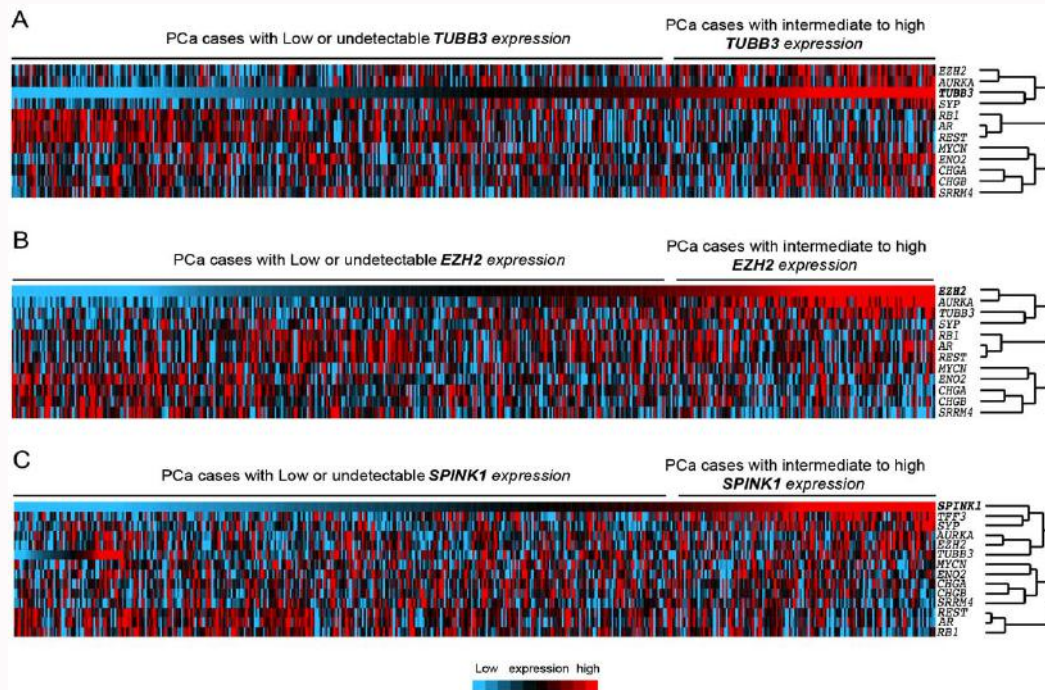 A
PCa cases with Low or undetectable TUBB3 expression
PCa cases with intermediate to high
TUBB3 expression
EZH2
AURKA
TUBB3
SYP
RB1
AR
REST
MYCN
ENO2
CHGA
CHGB
SRRM4
B
PCa cases with Low or undetectable EZH2 expression
PCa cases with intermediate to high
EZH2 expression
EZH2
AURKA
TUBB3
SYP
RB1
AR
REST
MYCN
ENO2
CHGA
CHGB
SRRM4
C
PCa cases with Low or undetectable SPINK1 expression
PCa cases with intermediate to high
SPINK1 expression
SPINK1
TFF3
SYP
AURKA
EZH2
TUBB3
MYCN
ENO2
CHGA
CHGB
SRRM4
REST
AR
RB1
Low expression high